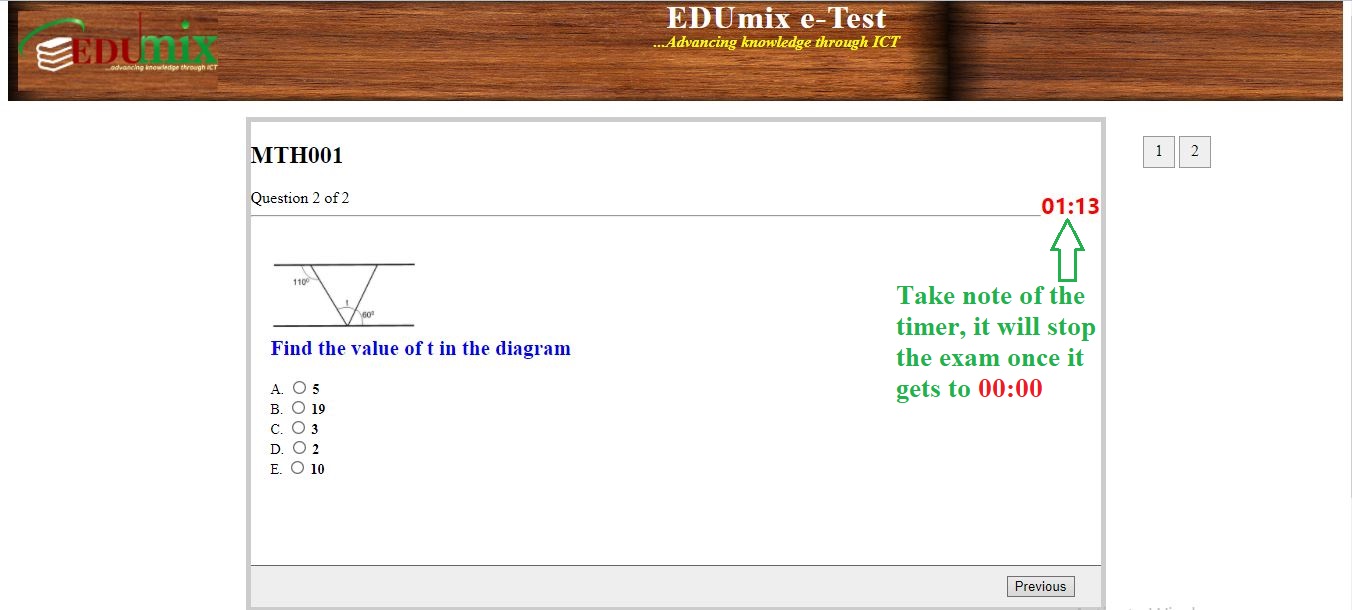 EDUmix
...advancing knowledge through ICT
EDUmix e-Test
...Advancing knowledge through ICT
1 2
MTH001
Question 2 of 2
01:13
110⁰
t
60⁰
Take note of the
timer, it will stop
the exam once it
gets to 00:00
Find the value of t in the diagram
A. 5
B. 19
C. 3
D. 2
E. 10
Previous